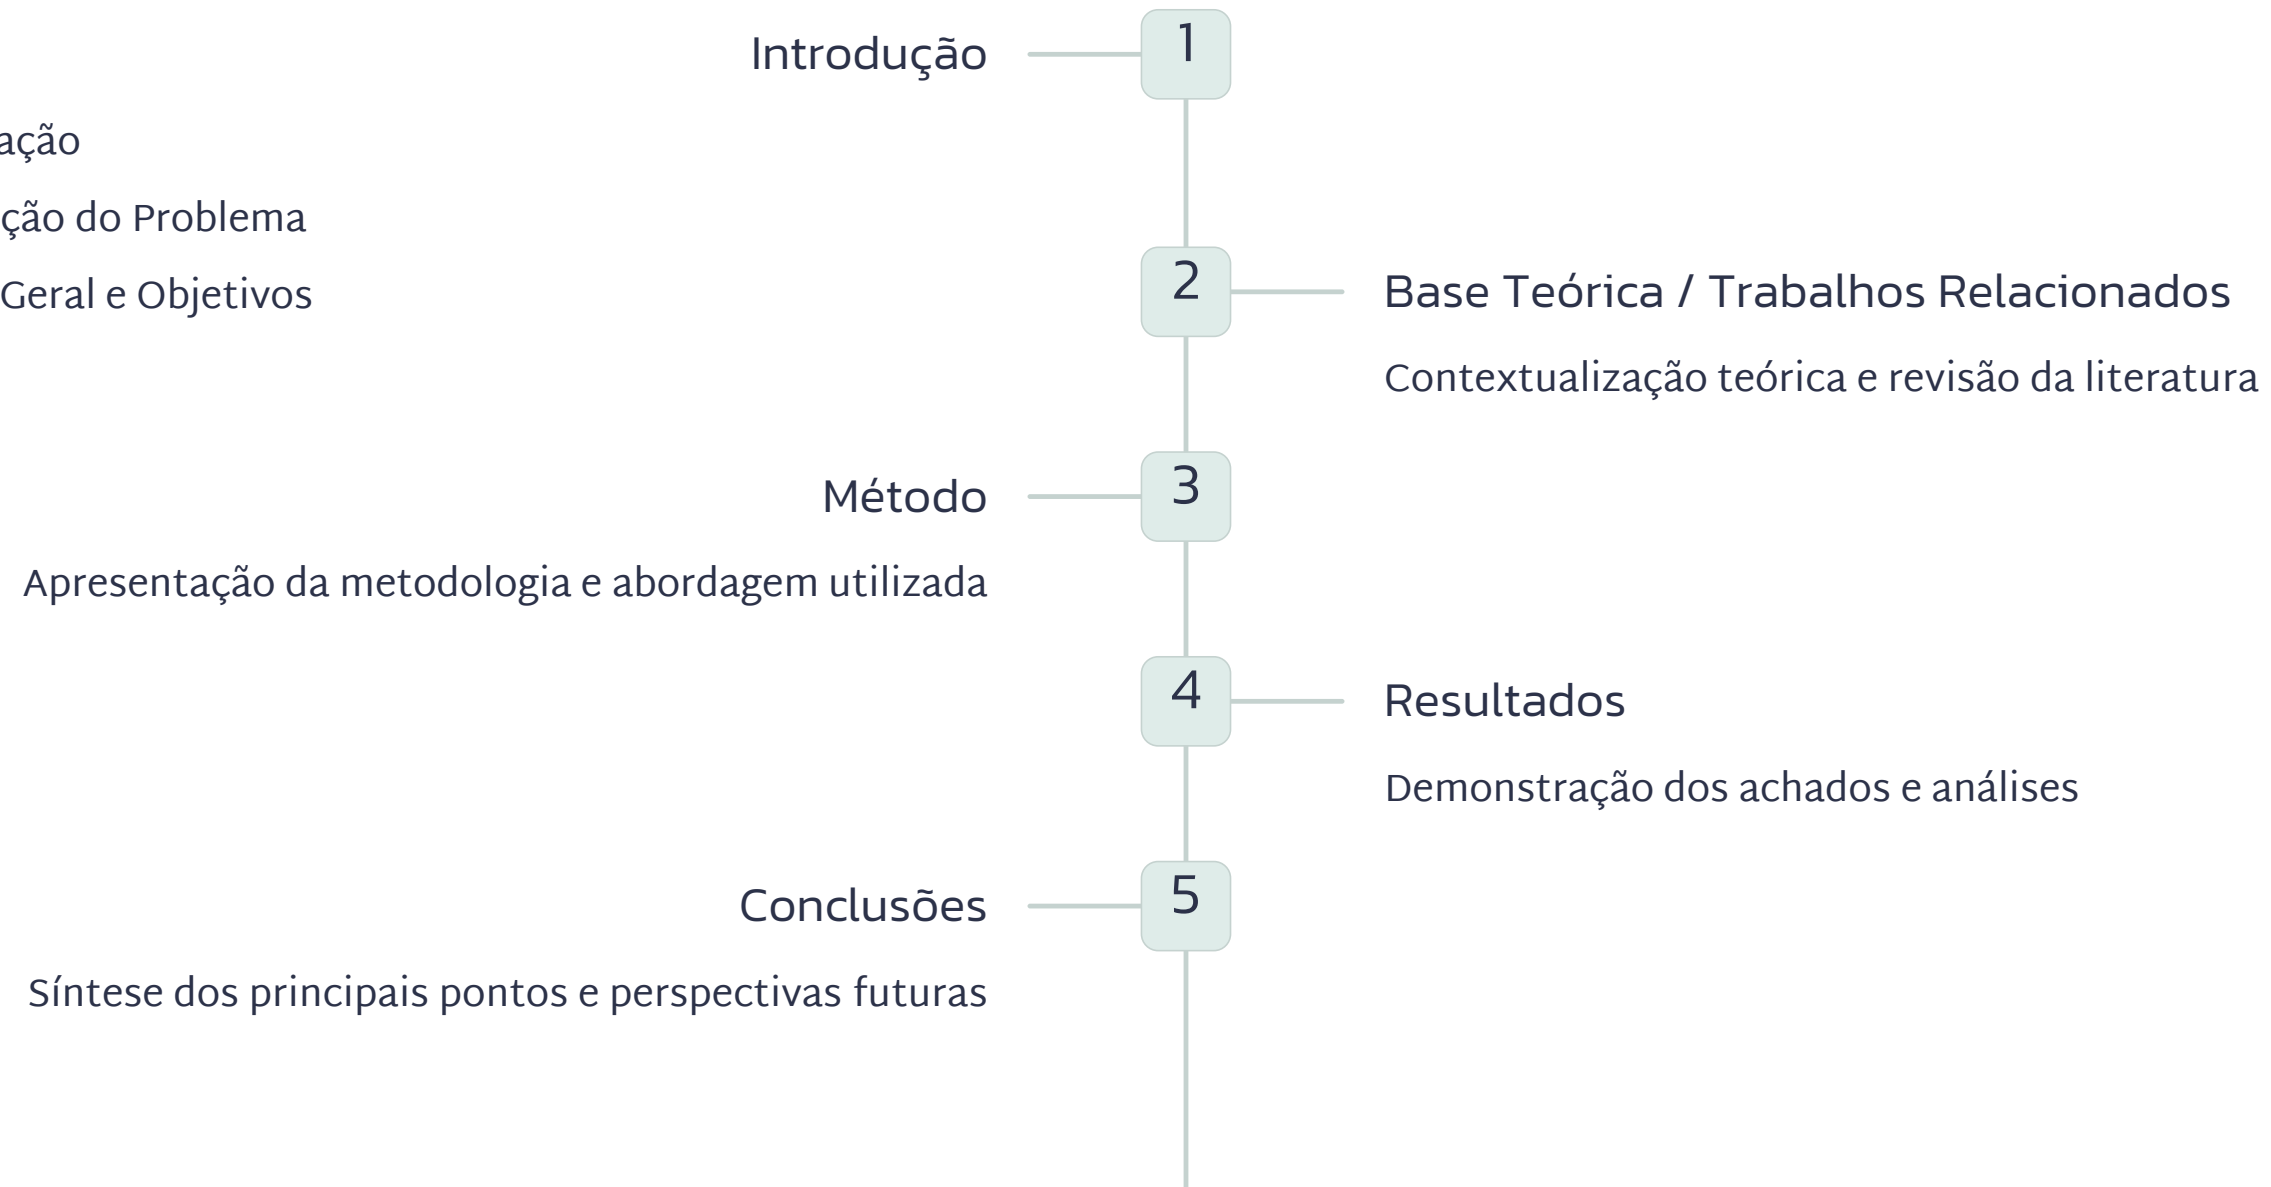 1
Introdução
ação
ção do Problema
Geral e Objetivos
2
Base Teórica / Trabalhos Relacionados
Contextualização teórica e revisão da literatura
3
Método
Apresentação da metodologia e abordagem utilizada
4
Resultados
Demonstração dos achados e análises
5
Conclusões
Síntese dos principais pontos e perspectivas futuras